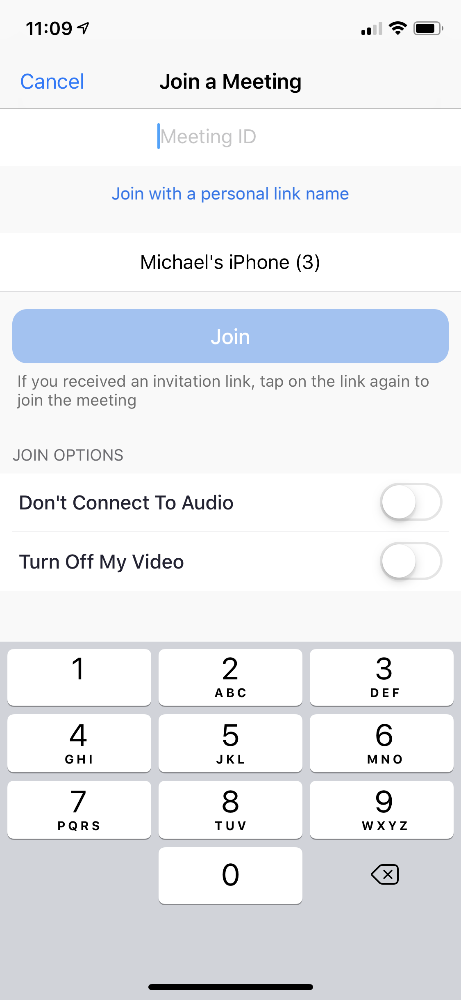 11:09
Cancel
Join a Meeting
Meeting ID
Join with a personal link name
Michael's iPhone (3)
Join
If you received an invitation link, tap on the link again to
join the meeting
JOIN OPTIONS
Don't Connect To Audio
Turn Off My Video
1
2
ABC
3
DEF
4
GHI
5
JKL
6
MNO
7
PQRS
8
TUV
9
WXYZ
0